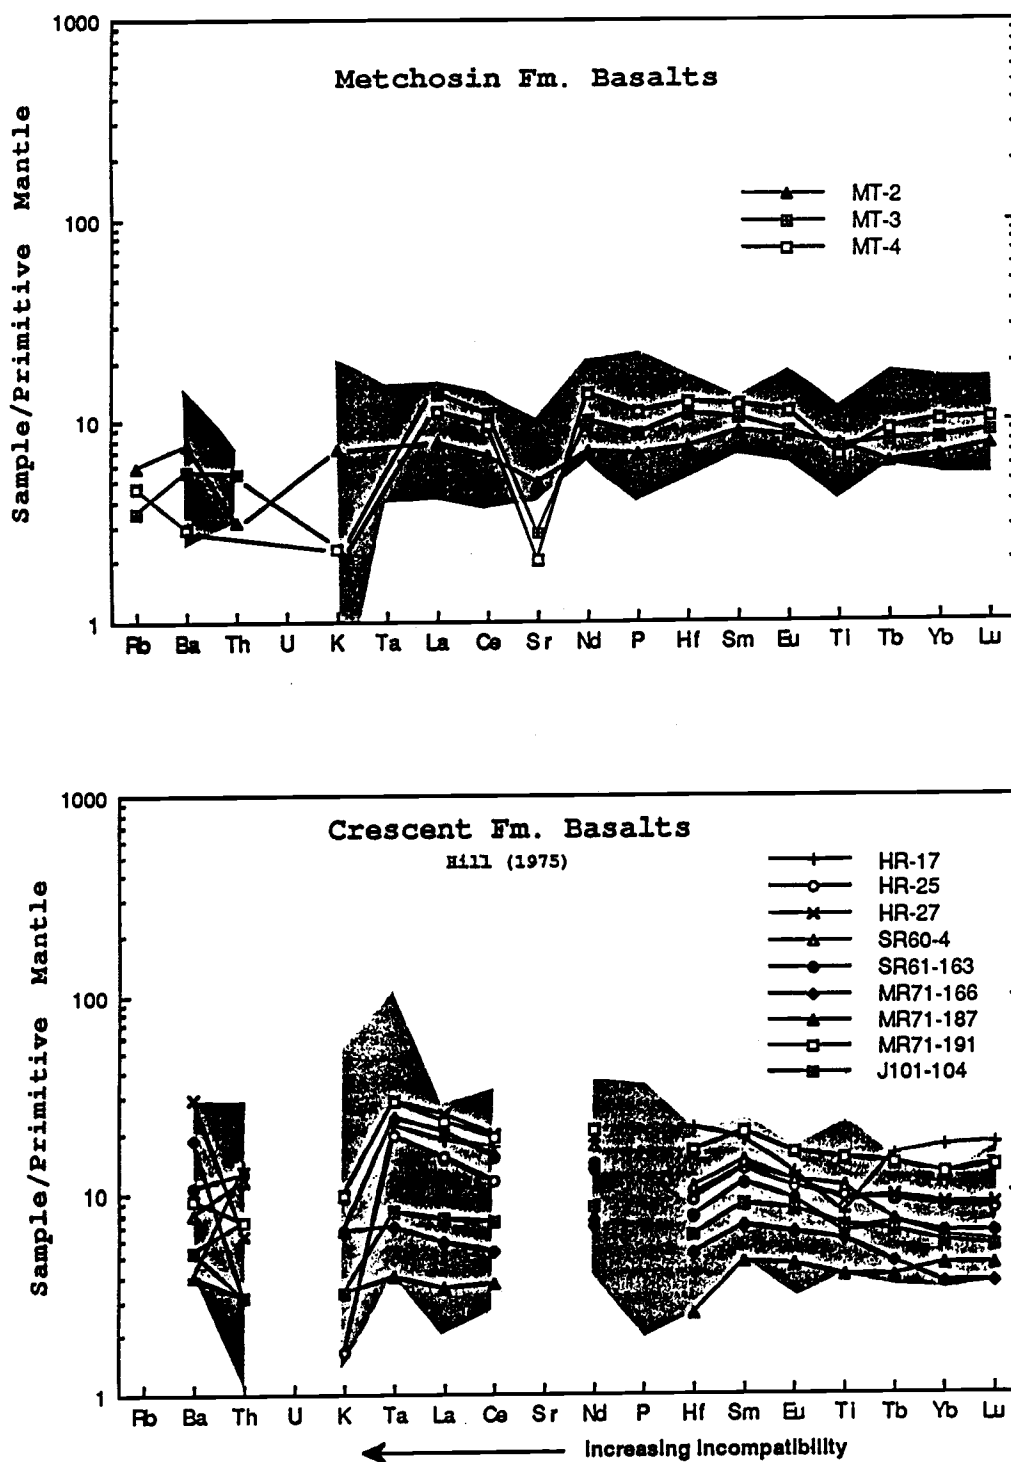 1000
Metchosin Fm. Basalts
MT-2
MT-3
MT-4
100
10
1
Sample/Primitive Mantle
Rb Ba Th U K Ta La Ce Sr Nd P Hf Sm Eu Ti Tb Yb Lu
1000
Crescent Fm. Basalts
Hill (1975)
HR-17
HR-25
HR-27
SR60-4
SR61-163
MR71-166
MR71-187
MR71-191
J101-104
100
10
1
Sample/Primitive Mantle
Rb Ba Th U K Ta La Ce Sr Nd P Hf Sm Eu Ti Tb Yb Lu
Increasing Incompatibility